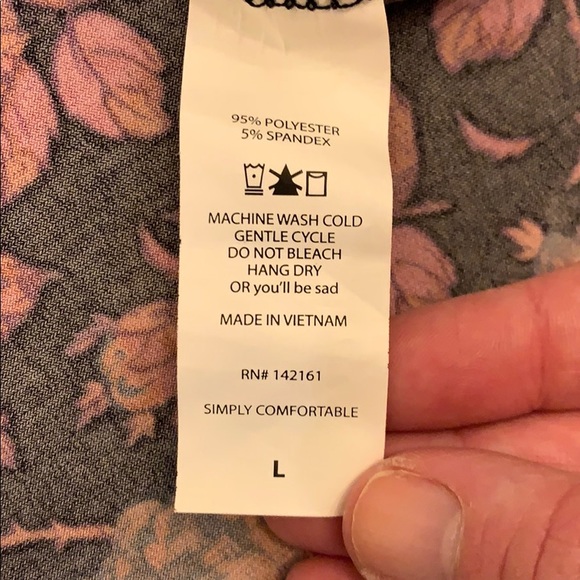 95% POLYESTER
5% SPANDEX
MACHINE WASH COLD
GENTLE CYCLE
DO NOT BLEACH
HANG DRY
OR you'll be sad
MADE IN VIETNAM
RN# 142161
SIMPLY COMFORTABLE
L